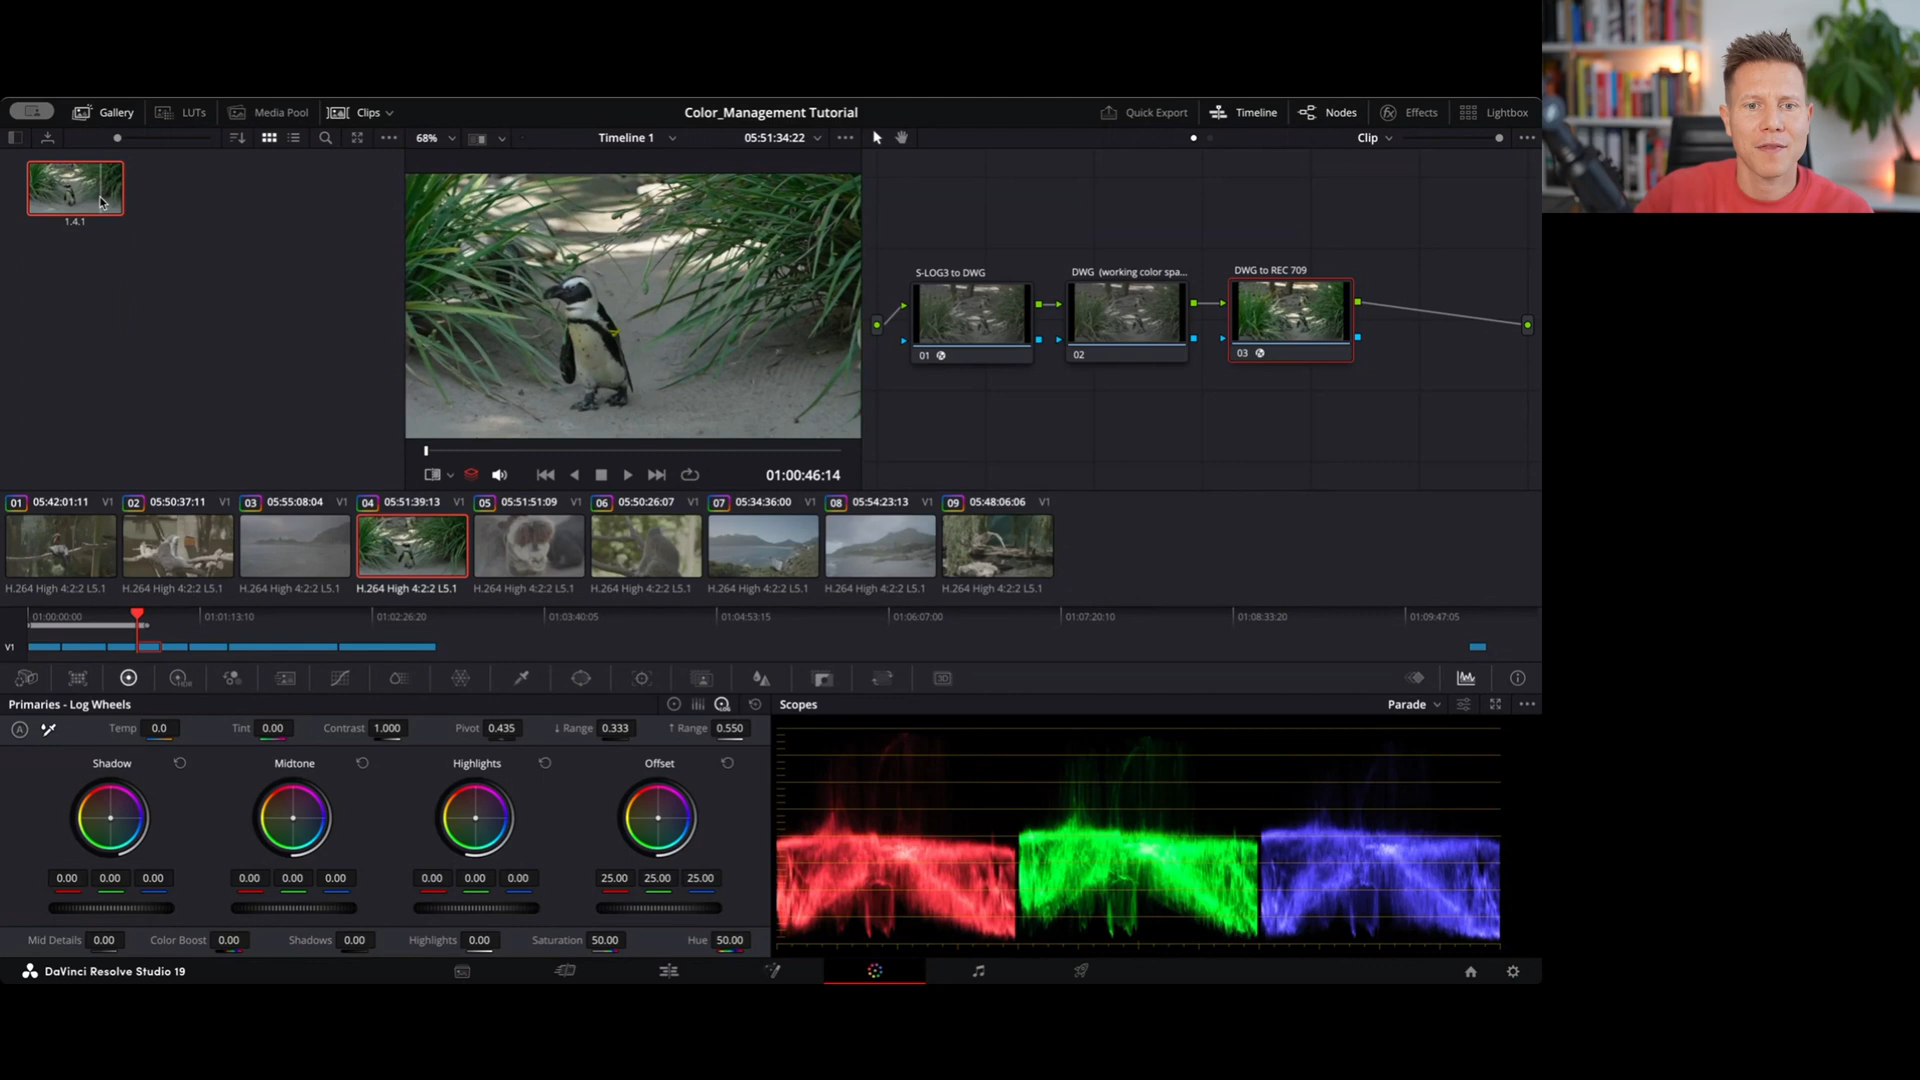 Gallery LUTs Media Pool Clips Color_Management Tutorial Quick Export Timeline Nodes Effects Lightbox
68% Timeline 1 05:51:34:22 Clip
1.4.1
S-LOG3 to DWG DWG (working color spa... DWG to REC 709
01 02 03
01:00:46:14
01 05:42:01:11 V1 02 05:50:37:11 V1 03 05:55:08:04 V1 04 05:51:39:13 V1 05 05:51:51:09 V1 06 05:50:26:07 V1 07 05:34:36:00 V1 08 05:54:23:13 V1 09 05:48:06:06 V1
H.264 High 4:2:2 L5.1 H.264 High 4:2:2 L5.1 H.264 High 4:2:2 L5.1 H.264 High 4:2:2 L5.1 H.264 High 4:2:2 L5.1 H.264 High 4:2:2 L5.1 H.264 High 4:2:2 L5.1 H.264 High 4:2:2 L5.1 H.264 High 4:2:2 L5.1
01:00:00:00 01:01:13:10 01:02:26:20 01:03:40:05 01:04:53:15 01:06:07:00 01:07:20:10 01:08:33:20 01:09:47:05
V1
HDR 3D
Primaries - Log Wheels LOG Scopes Parade
A Temp 0.0 Tint 0.00 Contrast 1.000 Pivot 0.435 ↓ Range 0.333 ↑ Range 0.550
Shadow Midtone Highlights Offset
0.00 0.00 0.00 0.00 0.00 0.00 0.00 0.00 0.00 25.00 25.00 25.00
Mid Details 0.00 Color Boost 0.00 Shadows 0.00 Highlights 0.00 Saturation 50.00 Hue 50.00
DaVinci Resolve Studio 19